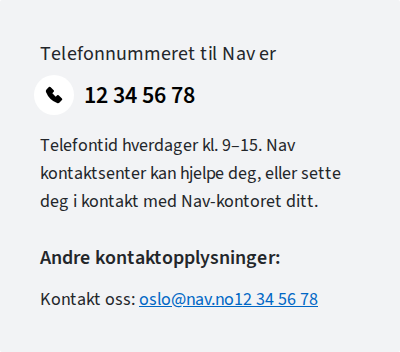 Telefonnummeret til Nav er
12 34 56 78
Telefontid hverdager kl. 9–15. Nav
kontaktsenter kan hjelpe deg, eller sette
deg i kontakt med Nav-kontoret ditt.
Andre kontaktopplysninger:
Kontakt oss: oslo@nav.no12 34 56 78